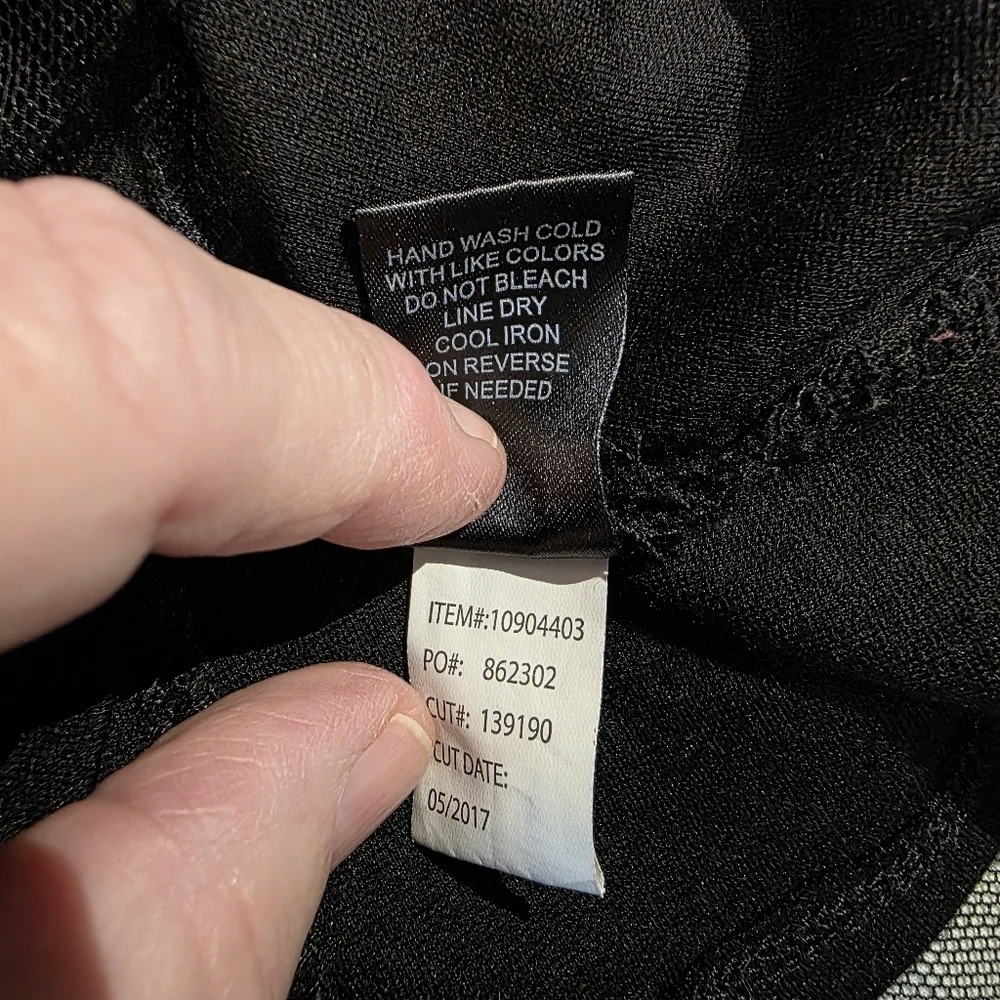 HAND WASH COLD
WITH LIKE COLORS
DO NOT BLEACH
LINE DRY
COOL IRON
ON REVERSE
IF NEEDED
ITEM#:10904403
PO#: 862302
CUT#: 139190
CUT DATE:
05/2017